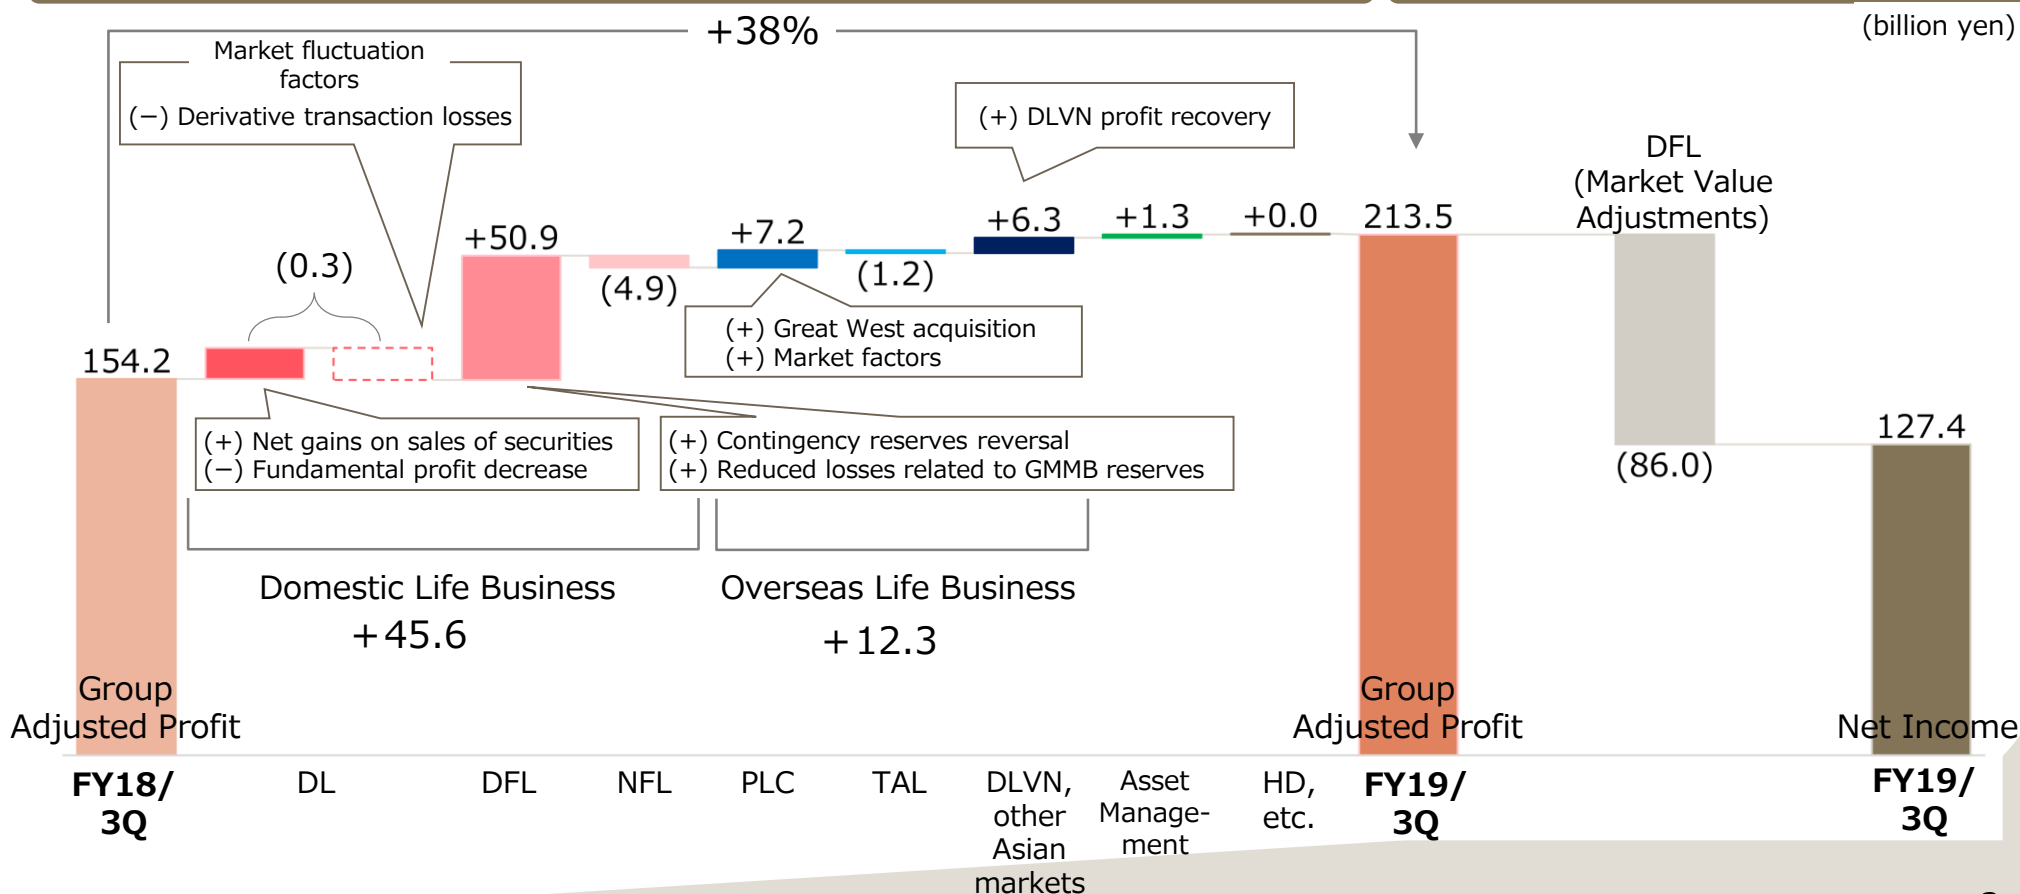 (billion yen)
+38%
Market fluctuation
factors
(−) Derivative transaction losses
(+) DLVN profit recovery
DFL
(Market Value
Adjustments)
154.2
(0.3)
+50.9
(4.9)
+7.2
(1.2)
+6.3
+1.3
+0.0
213.5
(86.0)
127.4
(+) Great West acquisition
(+) Market factors
(+) Net gains on sales of securities
(−) Fundamental profit decrease
(+) Contingency reserves reversal
(+) Reduced losses related to GMMB reserves
Domestic Life Business
+45.6
Overseas Life Business
+12.3
Group
Adjusted Profit
Group
Adjusted Profit
Net Income
FY18/
3Q
DL
DFL
NFL
PLC
TAL
DLVN,
other
Asian
markets
Asset
Manage-
ment
HD,
etc.
FY19/
3Q
FY19/
3Q